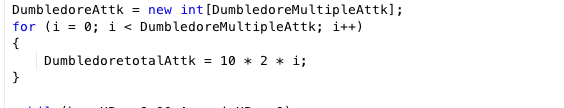 DumbledoreAttk = new int[DumbledoreMultipleAttk];
for (i = 0; i < DumbledoreMultipleAttk; i++)
{
DumbledoretotalAttk = 10 * 2 * i;
}